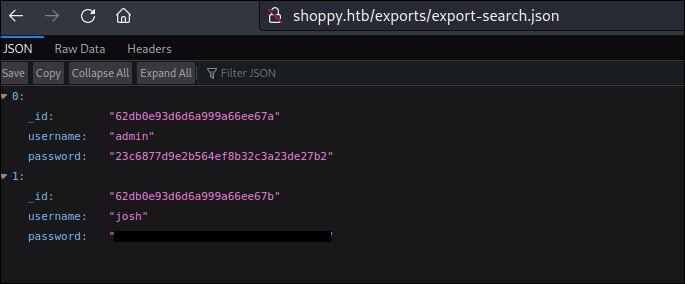 shoppy.htb/exports/export-search.json
JSON Raw Data Headers
Save Copy Collapse All Expand All Filter JSON
0:
_id: "62db0e93d6d6a999a66ee67a"
username: "admin"
password: "23c6877d9e2b564ef8b32c3a23de27b2"
1:
_id: "62db0e93d6d6a999a66ee67b"
username: "josh"
password: "